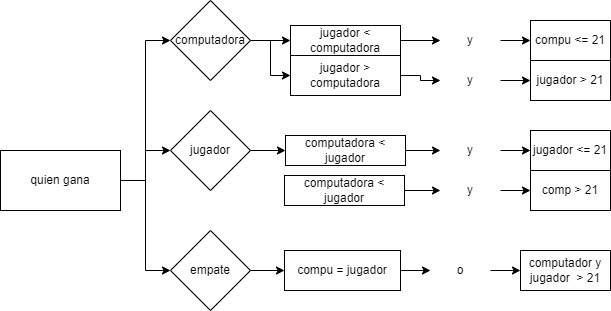 quien gana
computadora
jugador <
computadora
y
compu <= 21
jugador >
computadora
y
jugador > 21
jugador
computadora <
jugador
y
jugador <= 21
computadora <
jugador
y
comp > 21
empate
compu = jugador
o
computador y
jugador > 21